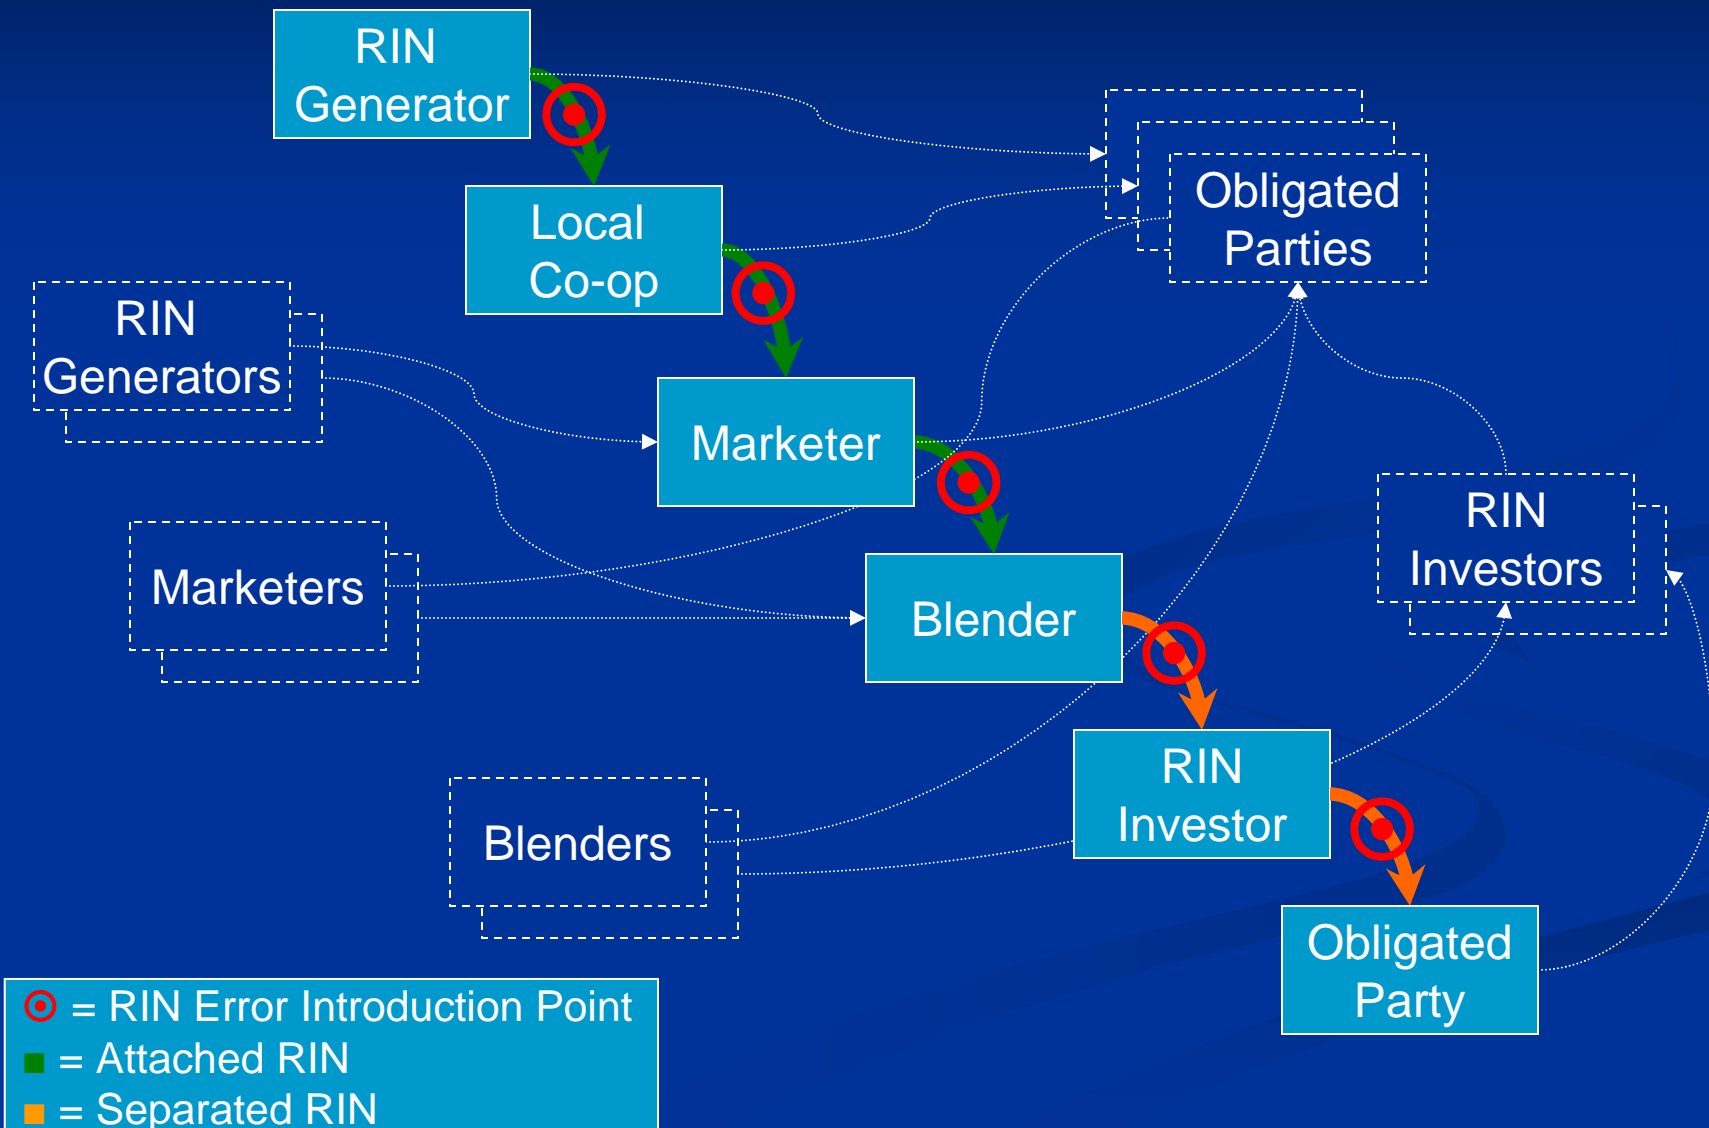 RIN
Generator
Local
Co-op
Obligated
Parties
RIN
Generators
Marketer
RIN
Investors
Marketers
Blender
RIN
Investor
Blenders
Obligated
Party
= RIN Error Introduction Point
= Attached RIN
= Separated RIN